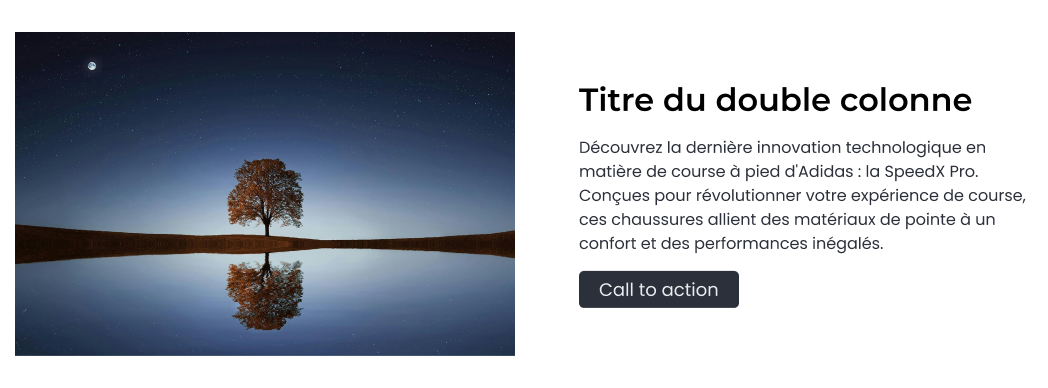 Titre du double colonne
Découvrez la dernière innovation technologique en
matière de course à pied d'Adidas : la SpeedX Pro.
Conçues pour révolutionner votre expérience de course,
ces chaussures allient des matériaux de pointe à un
confort et des performances inégalés.
Call to action